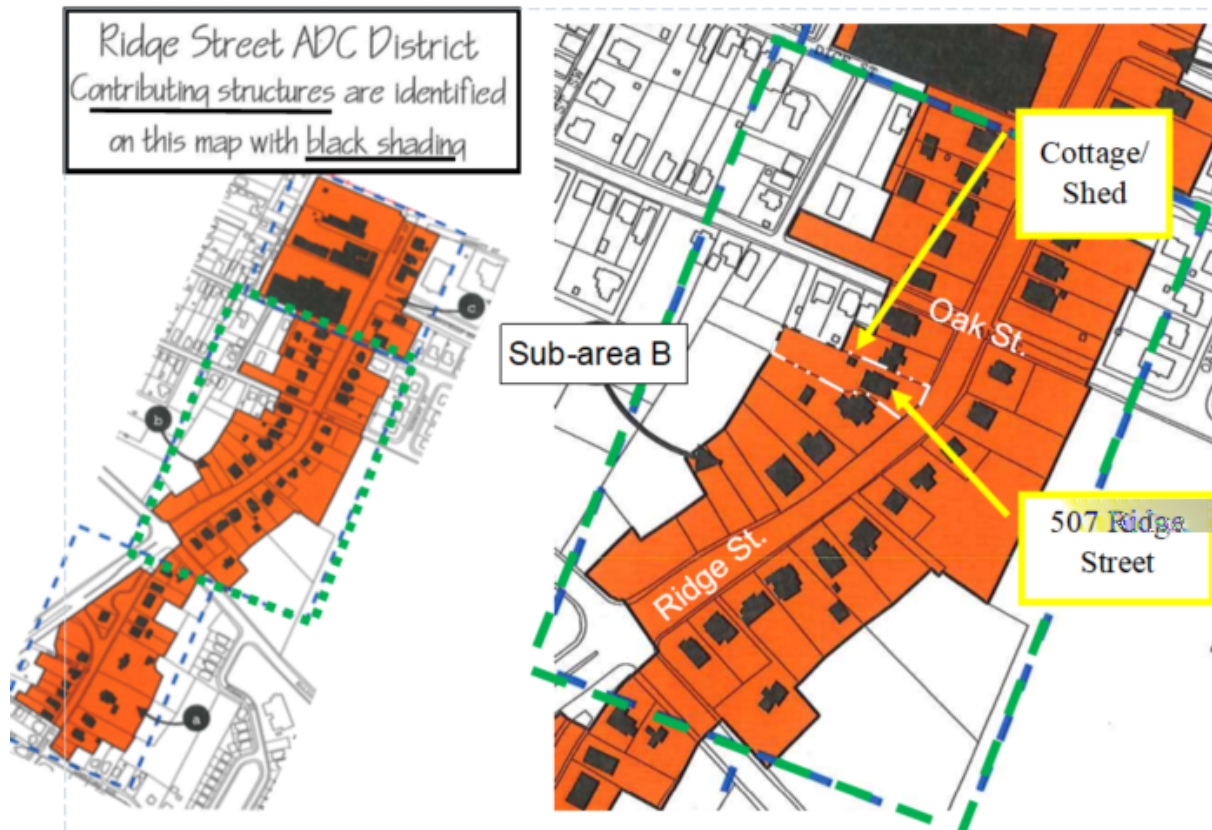 Ridge Street ADC District
Contributing structures are identified
on this map with black shading
c
b
a
Cottage/
Shed
Oak St.
Sub-area B
507 Ridge
Street
Ridge St.